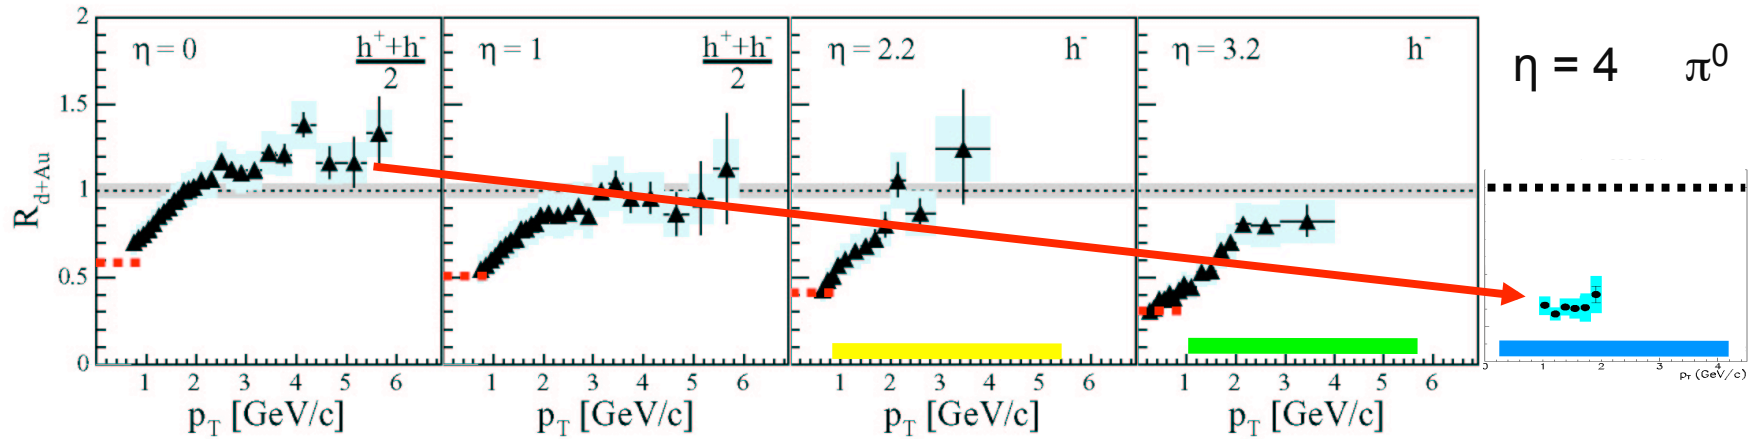 2
1.5
1
0.5
0
R_{d+Au}
η = 0
h⁺+h⁻
2
1 2 3 4 5 6
p_T [GeV/c]
η = 1
h⁺+h⁻
2
1 2 3 4 5 6
p_T [GeV/c]
η = 2.2 h⁻
1 2 3 4 5 6
p_T [GeV/c]
η = 3.2 h⁻
1 2 3 4 5 6
p_T [GeV/c]
η = 4 π⁰
0 1 2 3 4
p_T (GeV/c)